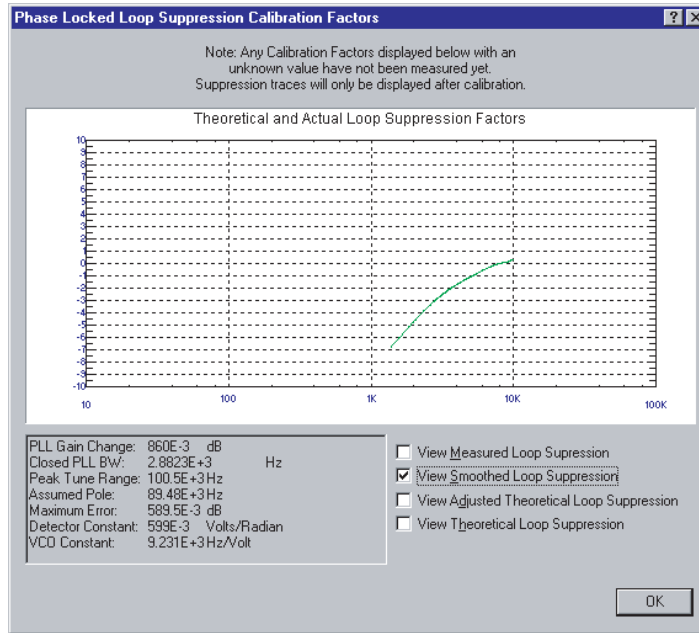 Phase Locked Loop Suppression Calibration Factors
Note: Any Calibration Factors displayed below with an
unknown value have not been measured yet.
Suppression traces will only be displayed after calibration.
Theoretical and Actual Loop Suppression Factors
10
9
8
7
6
5
4
3
2
1
0
-1
-2
-3
-4
-5
-6
-7
-8
-9
-10
10 100 1K 10K 100K
PLL Gain Change: 860E-3 dB
Closed PLL BW: 2.8823E+3 Hz
Peak Tune Range: 100.5E+3 Hz
Assumed Pole: 89.48E+3 Hz
Maximum Error: 589.5E-3 dB
Detector Constant: 599E-3 Volts/Radian
VCO Constant: 9.231E+3 Hz/Volt
View Measured Loop Supression
View Smoothed Loop Suppression
View Adjusted Theoretical Loop Suppression
View Theoretical Loop Suppression
OK